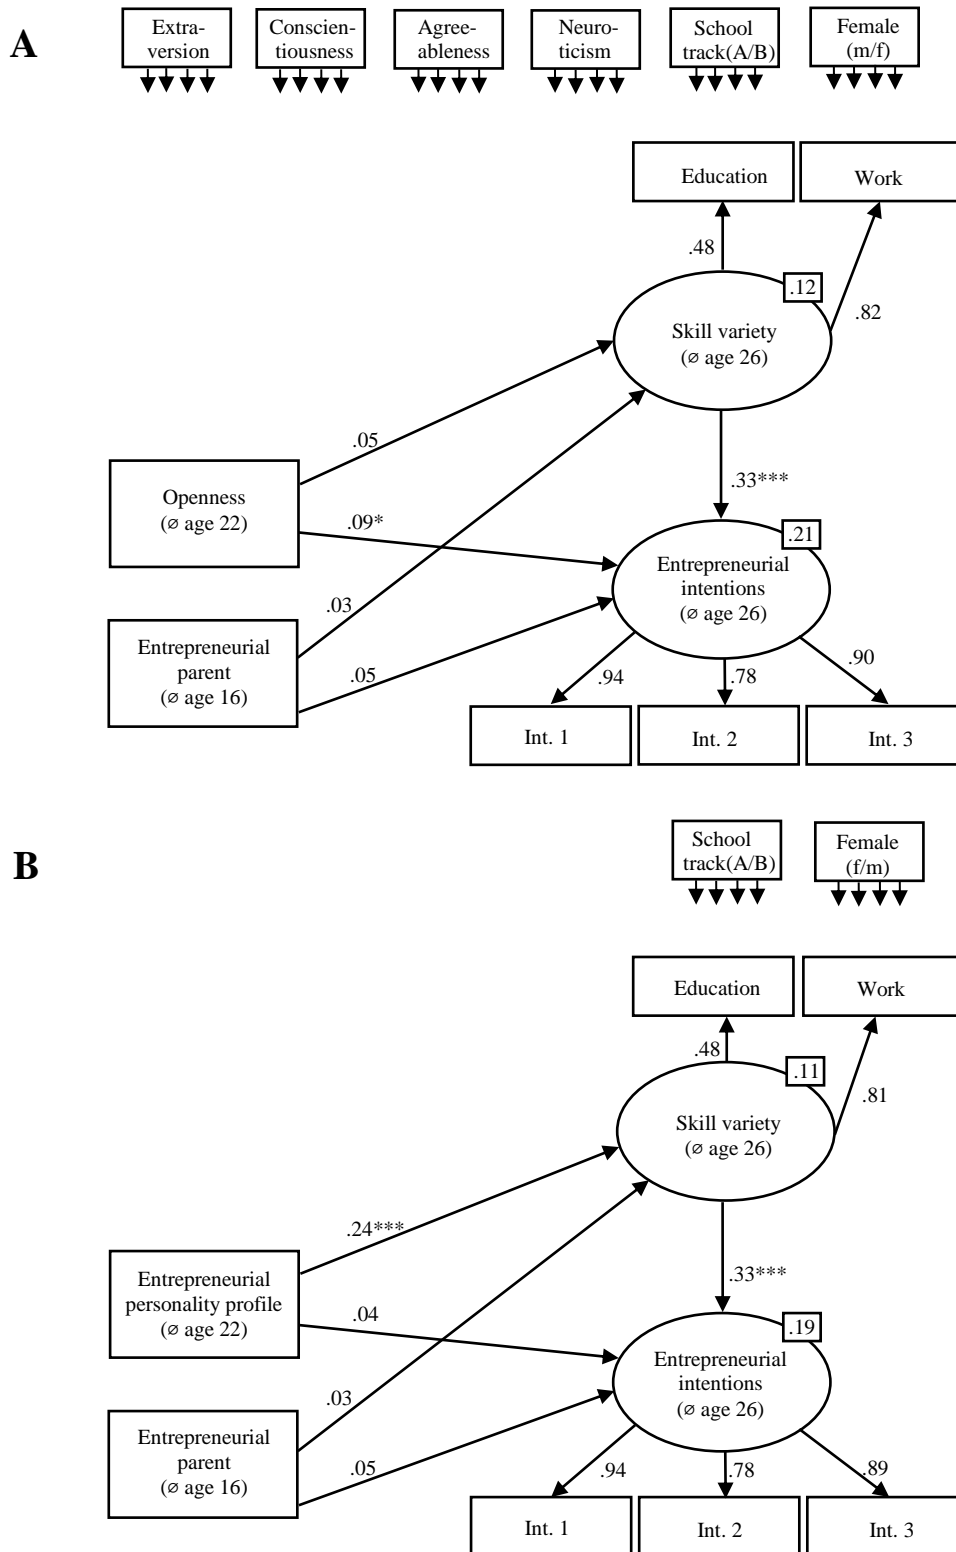 A
Extra-
version
Conscien-
tiousness
Agree-
ableness
Neuro-
ticism
School
track(A/B)
Female
(m/f)
Education
Work
.48
.82
.12
Skill variety
(∅ age 26)
.05
.33***
Openness
(∅ age 22)
.09*
.21
Entrepreneurial
intentions
(∅ age 26)
.03
Entrepreneurial
parent
(∅ age 16)
.05
.94
.78
.90
Int. 1
Int. 2
Int. 3
B
School
track(A/B)
Female
(f/m)
Education
Work
.48
.81
.11
Skill variety
(∅ age 26)
.24***
.33***
Entrepreneurial
personality profile
(∅ age 22)
.04
.19
Entrepreneurial
intentions
(∅ age 26)
.03
Entrepreneurial
parent
(∅ age 16)
.05
.94
.78
.89
Int. 1
Int. 2
Int. 3